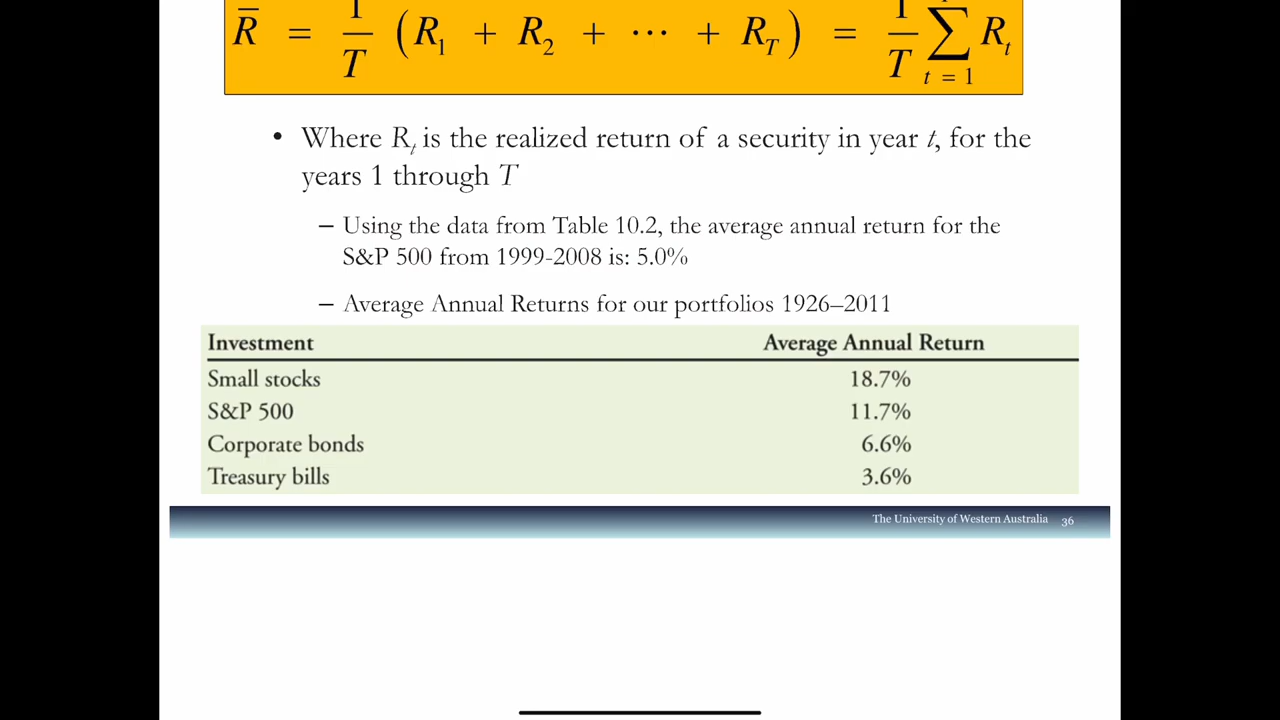 R̄ = 1/T (R₁ + R₂ + ⋯ + R_T) = 1/T ∑ t = 1 R_t
• Where R_t is the realized return of a security in year t, for the
years 1 through T
– Using the data from Table 10.2, the average annual return for the
S&P 500 from 1999-2008 is: 5.0%
– Average Annual Returns for our portfolios 1926–2011
Investment Average Annual Return
Small stocks 18.7%
S&P 500 11.7%
Corporate bonds 6.6%
Treasury bills 3.6%
The University of Western Australia 36